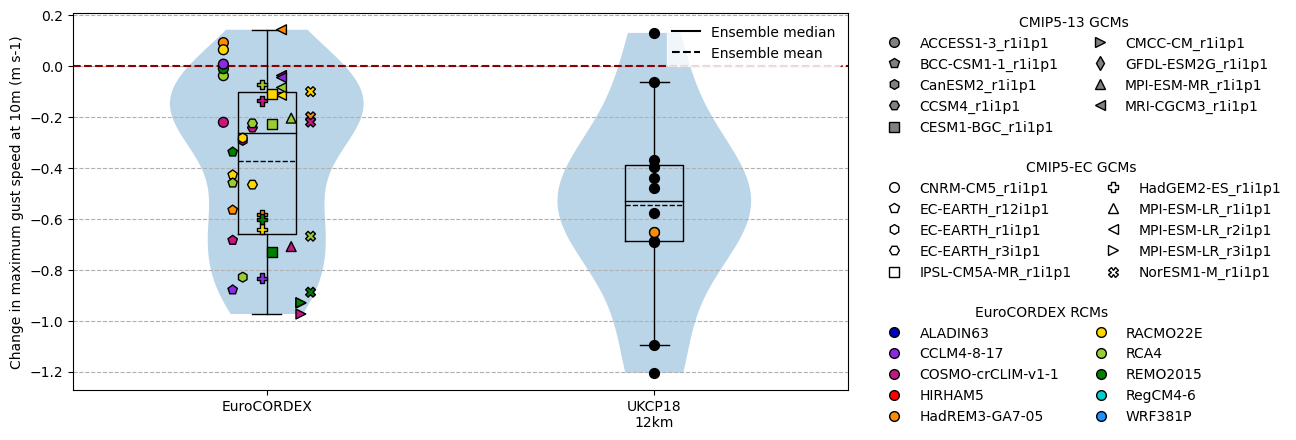 Change in maximum gust speed at 10m (m s-1)
0.2
0.0
−0.2
−0.4
−0.6
−0.8
−1.0
−1.2
EuroCORDEX
UKCP18
12km
Ensemble median
Ensemble mean
CMIP5-13 GCMs
ACCESS1-3_r1i1p1
BCC-CSM1-1_r1i1p1
CanESM2_r1i1p1
CCSM4_r1i1p1
CESM1-BGC_r1i1p1
CMCC-CM_r1i1p1
GFDL-ESM2G_r1i1p1
MPI-ESM-MR_r1i1p1
MRI-CGCM3_r1i1p1
CMIP5-EC GCMs
CNRM-CM5_r1i1p1
EC-EARTH_r12i1p1
EC-EARTH_r1i1p1
EC-EARTH_r3i1p1
IPSL-CM5A-MR_r1i1p1
HadGEM2-ES_r1i1p1
MPI-ESM-LR_r1i1p1
MPI-ESM-LR_r2i1p1
MPI-ESM-LR_r3i1p1
NorESM1-M_r1i1p1
EuroCORDEX RCMs
ALADIN63
CCLM4-8-17
COSMO-crCLIM-v1-1
HIRHAM5
HadREM3-GA7-05
RACMO22E
RCA4
REMO2015
RegCM4-6
WRF381P